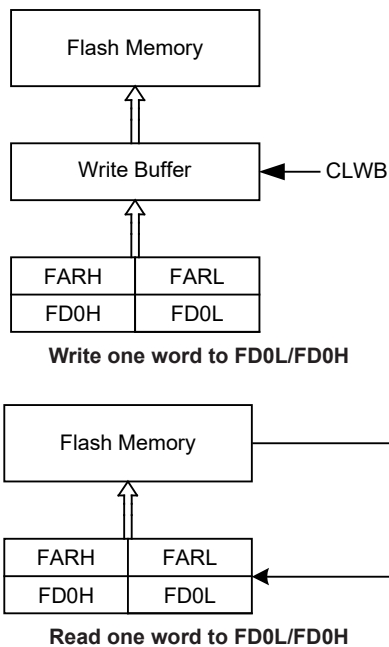 Flash Memory
Write Buffer
CLWB
FARH FARL
FD0H FD0L
Write one word to FD0L/FD0H
Flash Memory
FARH FARL
FD0H FD0L
Read one word to FD0L/FD0H